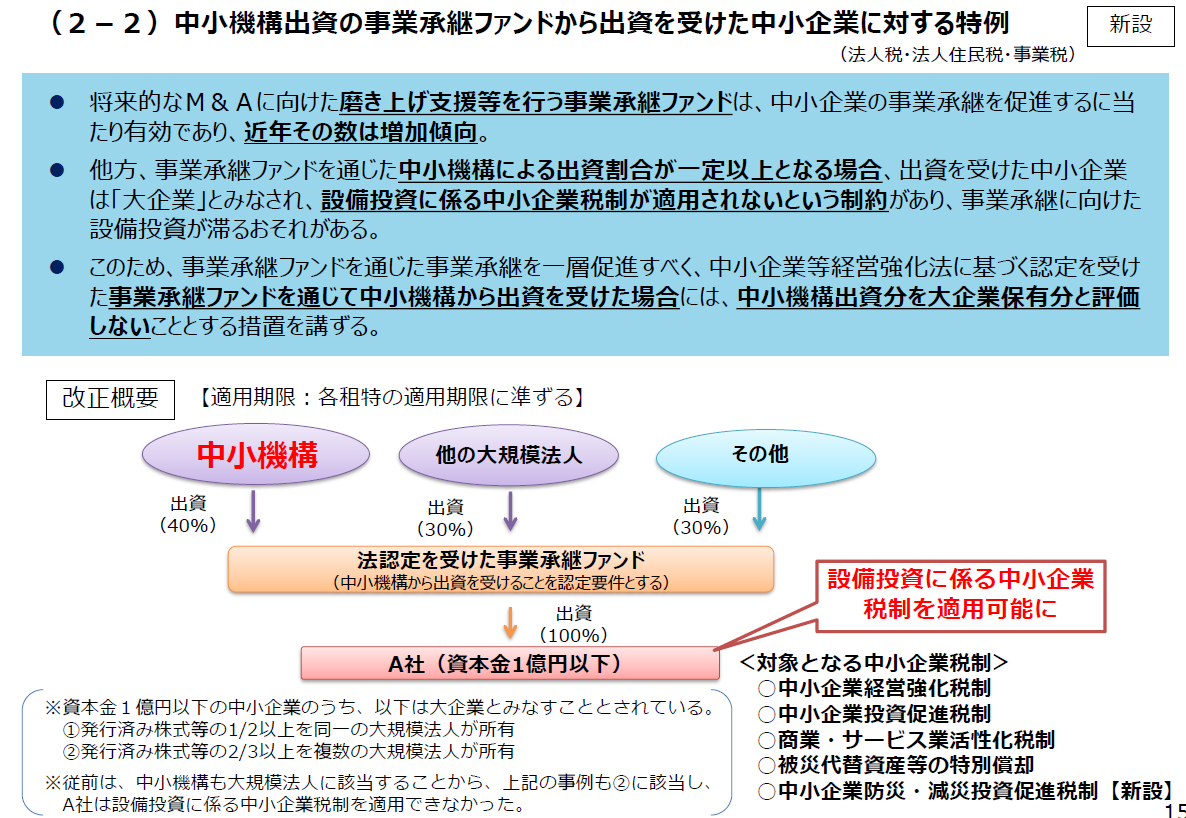 （２－２）中小機構出資の事業承継ファンドから出資を受けた中小企業に対する特例
新設
（法人税・法人住民税・事業税）
● 将来的なＭ＆Ａに向けた磨き上げ支援等を行う事業承継ファンドは、中小企業の事業承継を促進するに当
たり有効であり、近年その数は増加傾向。
● 他方、事業承継ファンドを通じた中小機構による出資割合が一定以上となる場合、出資を受けた中小企業
は「大企業」とみなされ、設備投資に係る中小企業税制が適用されないという制約があり、事業承継に向けた
設備投資が滞るおそれがある。
● このため、事業承継ファンドを通じた事業承継を一層促進すべく、中小企業等経営強化法に基づく認定を受け
た事業承継ファンドを通じて中小機構から出資を受けた場合には、中小機構出資分を大企業保有分と評価
しないこととする措置を講ずる。
改正概要
【適用期限：各租特の適用期限に準ずる】
中小機構
他の大規模法人
その他
出資
（40%）
出資
（30%）
出資
（30%）
法認定を受けた事業承継ファンド
（中小機構から出資を受けることを認定要件とする）
出資
（100%）
設備投資に係る中小企業
税制を適用可能に
A社（資本金1億円以下）
＜対象となる中小企業税制＞
○中小企業経営強化税制
○中小企業投資促進税制
○商業・サービス業活性化税制
○被災代替資産等の特別償却
○中小企業防災・減災投資促進税制【新設】
※資本金１億円以下の中小企業のうち、以下は大企業とみなすこととされている。
①発行済み株式等の1/2以上を同一の大規模法人が所有
②発行済み株式等の2/3以上を複数の大規模法人が所有
※従前は、中小機構も大規模法人に該当することから、上記の事例も②に該当し、
A社は設備投資に係る中小企業税制を適用できなかった。
15